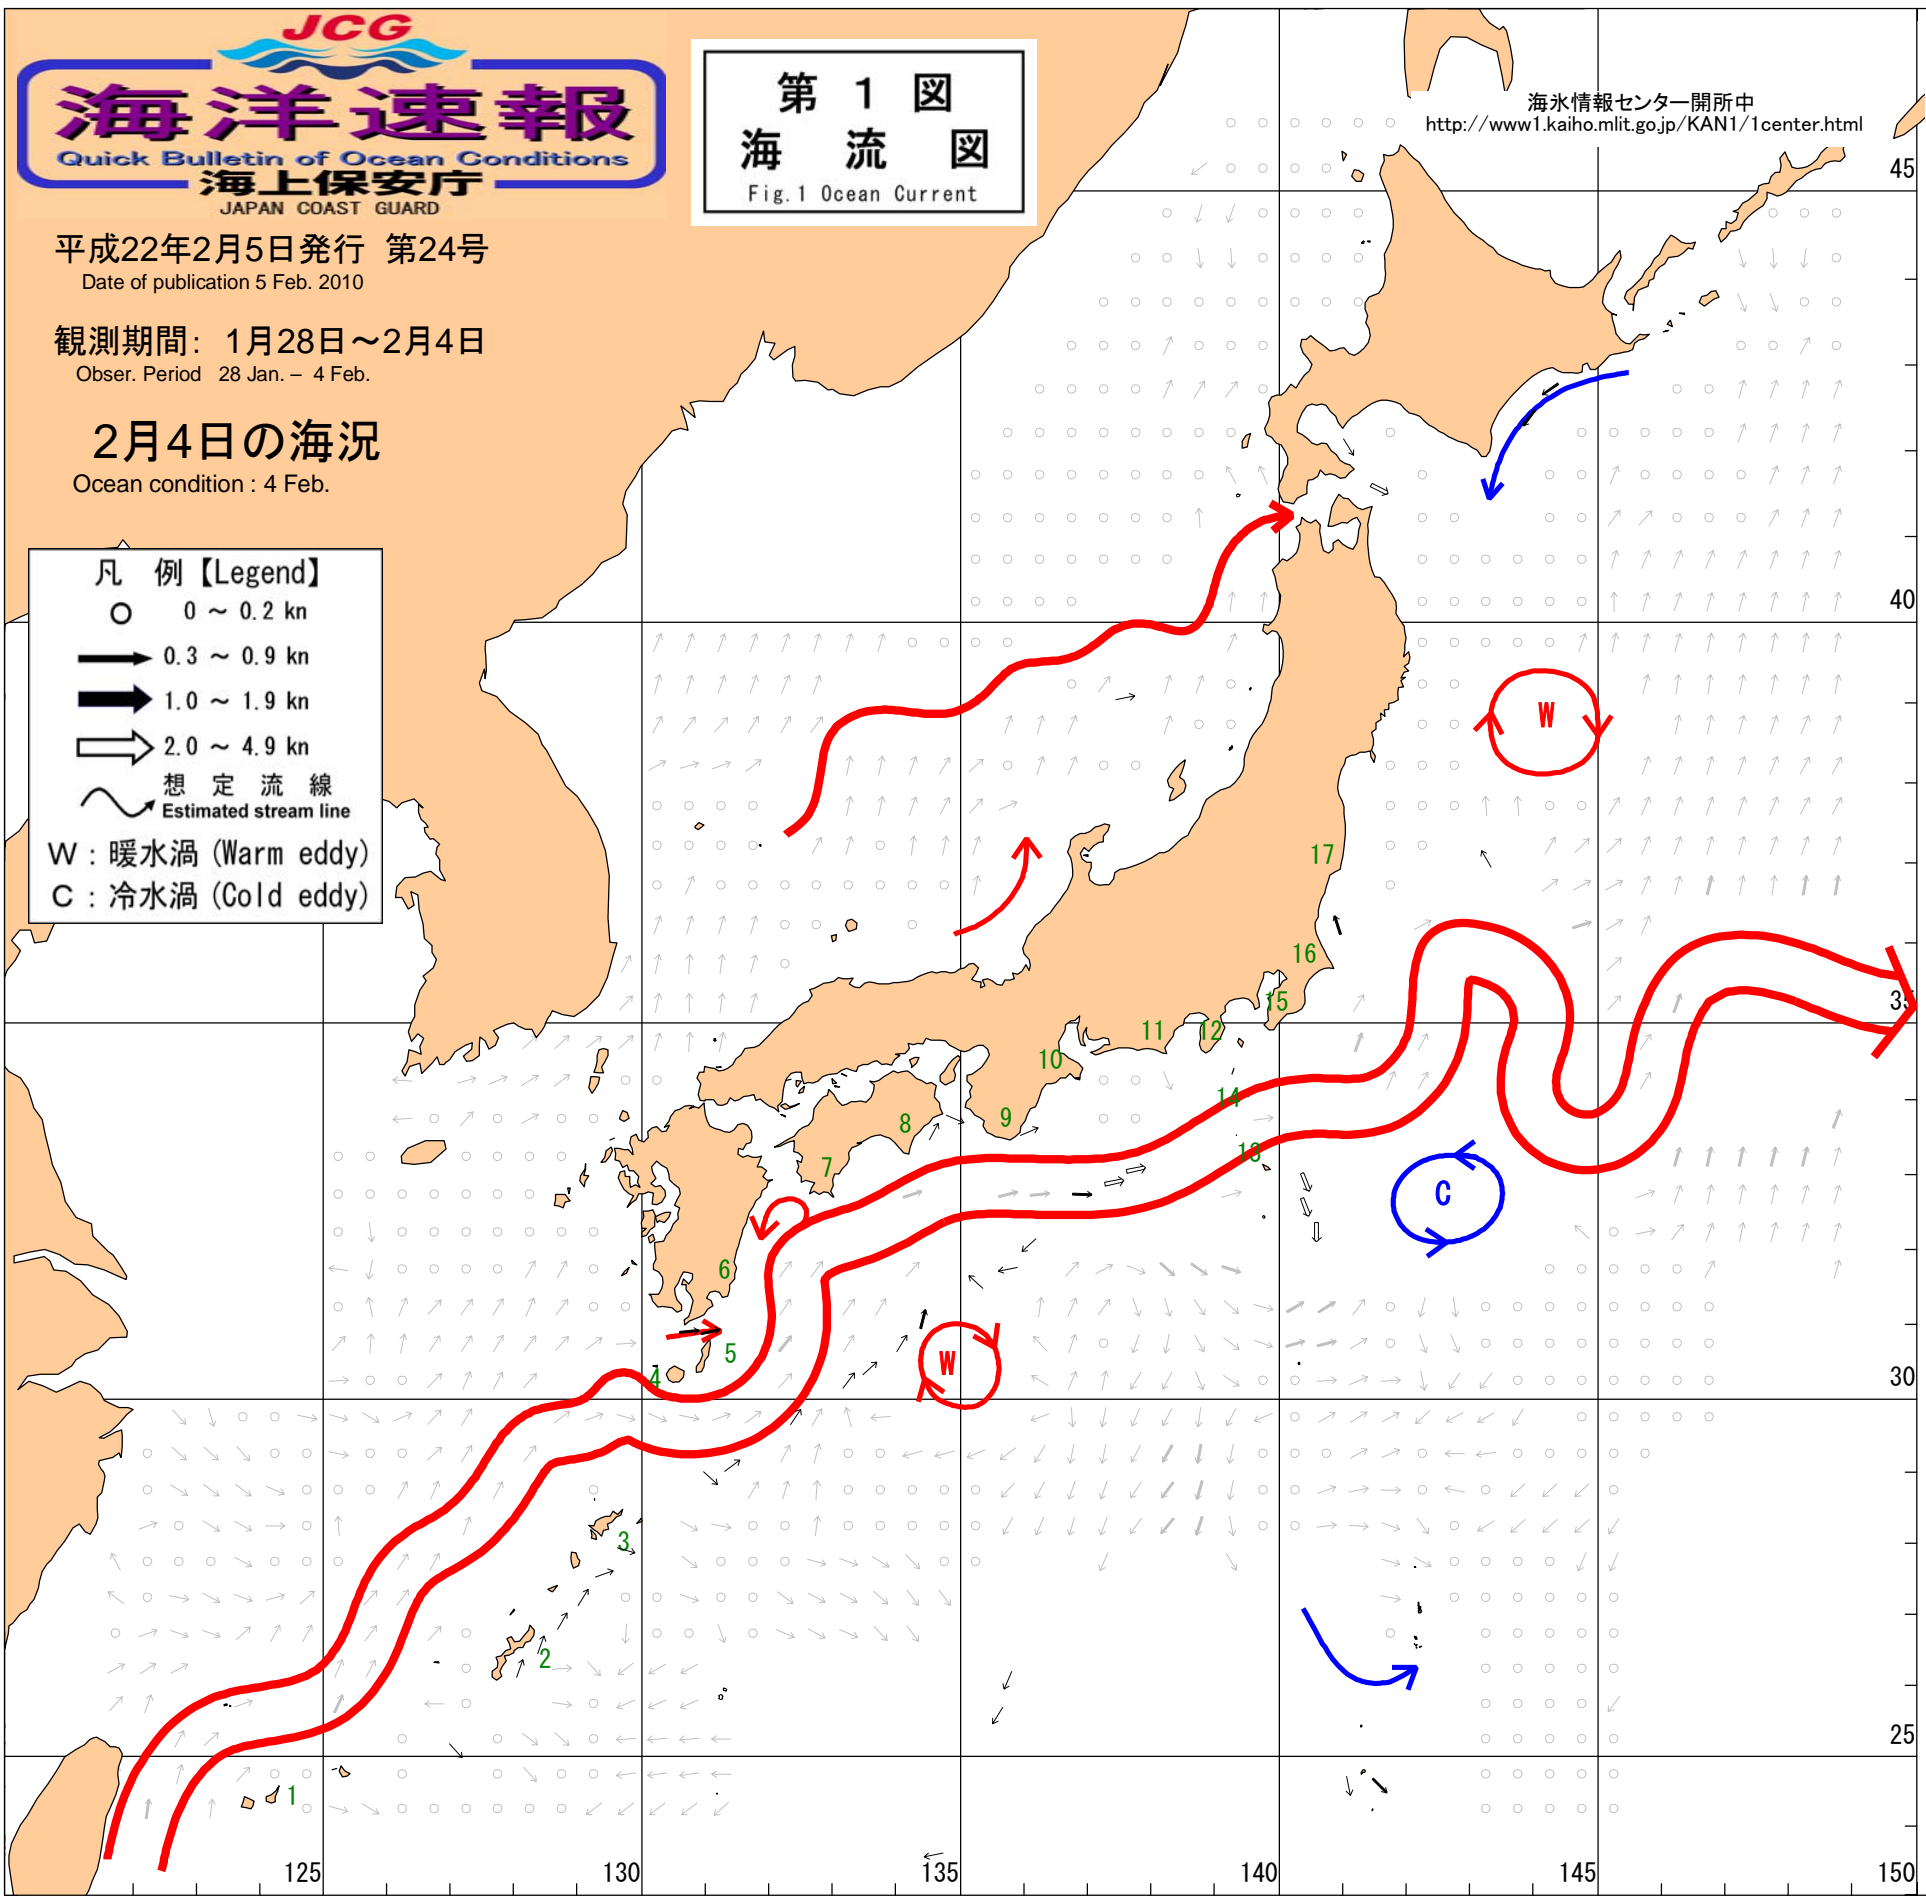 JCG
海洋速報
Quick Bulletin of Ocean Conditions
海上保安庁
JAPAN COAST GUARD
第 1 図
海 流 図
Fig.1 Ocean Current
海氷情報センター開所中
http://www1.kaiho.mlit.go.jp/KAN1/1center.html
平成22年2月5日発行 第24号
Date of publication 5 Feb. 2010
観測期間: 1月28日～2月4日
Obser. Period 28 Jan. – 4 Feb.
2月4日の海況
Ocean condition : 4 Feb.
凡 例【Legend】
0 ～ 0.2 kn
0.3 ～ 0.9 kn
1.0 ～ 1.9 kn
2.0 ～ 4.9 kn
想 定 流 線
Estimated stream line
W : 暖水渦 (Warm eddy)
C : 冷水渦 (Cold eddy)
45
40
35
30
25
W
17
16
15
11
12
10
14
9
8
13
7
C
6
5
W
4
3
2
1
125
130
135
140
145
150